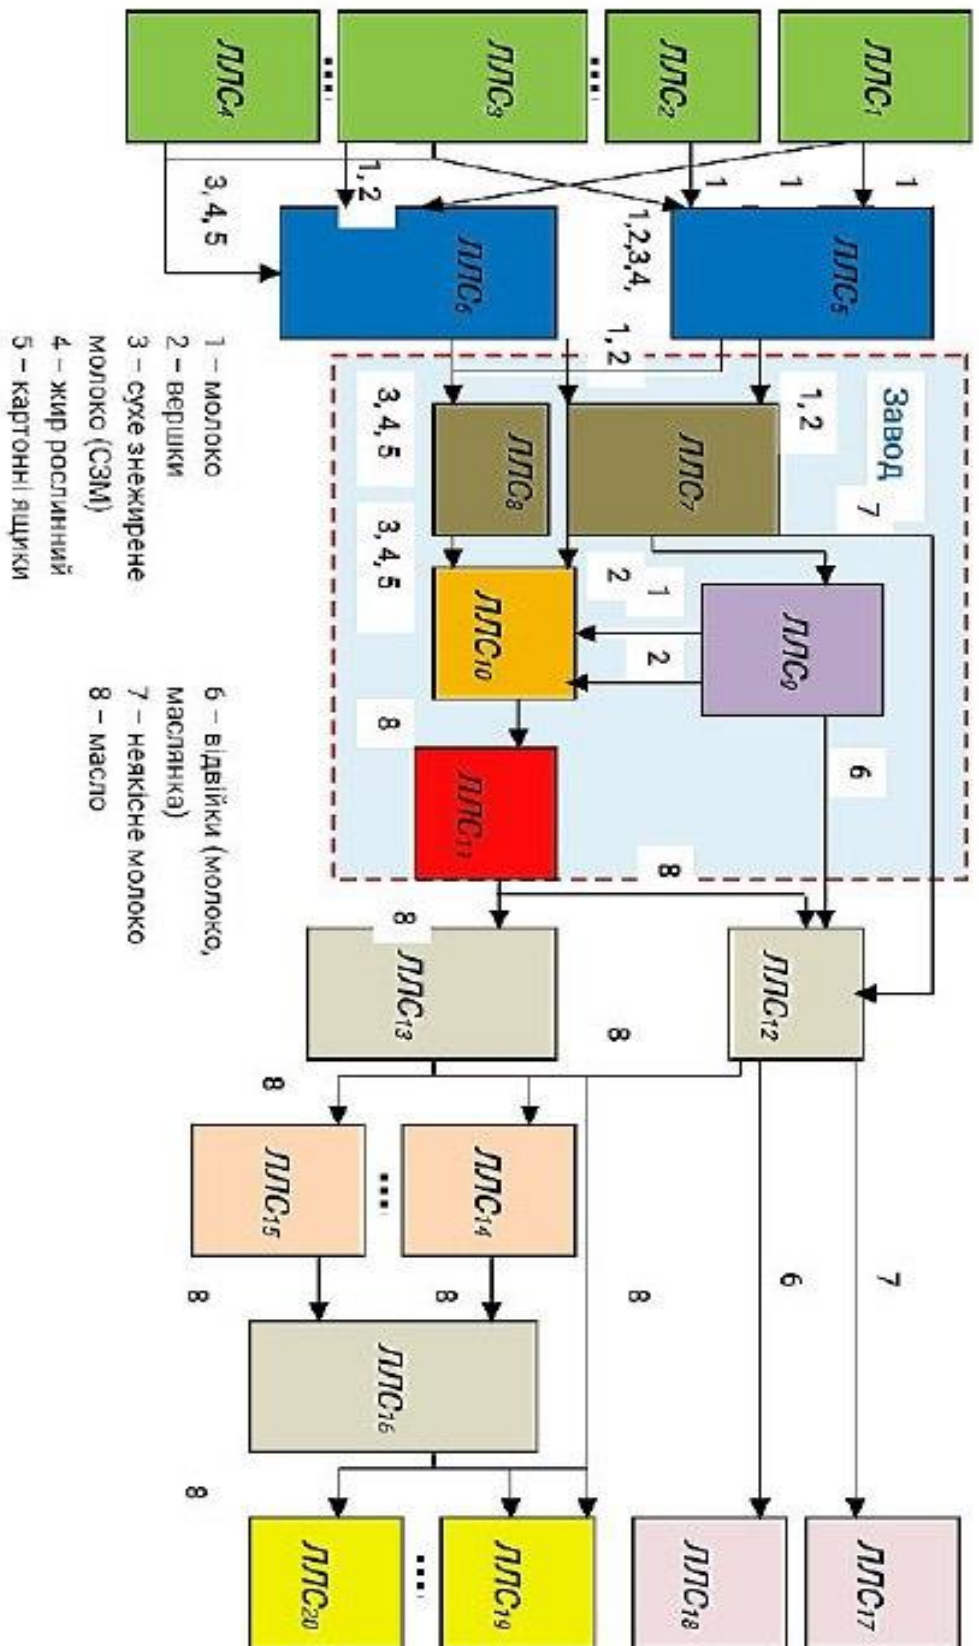 ЛЛС1
ЛЛС2
ЛЛС3
ЛЛС4
1
1
1
1, 2
3, 4, 5
ЛЛС5
ЛЛС6
1,2,3,4,
1, 2
Завод
1, 2
3, 4, 5
ЛЛС7
ЛЛС8
7
1
2
3, 4, 5
ЛЛС9
2
ЛЛС10
8
6
ЛЛС11
8
8
ЛЛС12
ЛЛС13
8
8
ЛЛС14
ЛЛС15
7
6
8
8
8
ЛЛС16
8
ЛЛС17
ЛЛС18
ЛЛС19
ЛЛС20
1 – молоко
2 – вершки
3 – сухе знежирене
молоко (СЗМ)
4 – жир рослинний
5 – картонні ящики
6 – відвійки (молоко,
маслянка)
7 – неякісне молоко
8 – масло